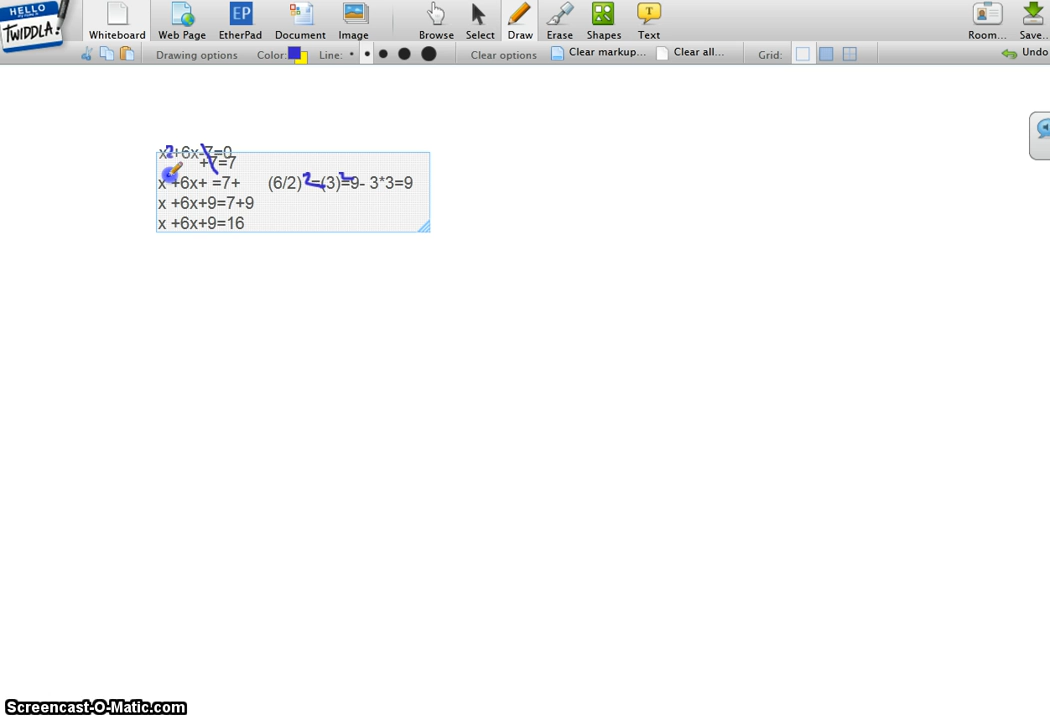 HELLO
TWIDDLA!
Whiteboard Web Page EtherPad Document Image Browse Select Draw Erase Shapes Text Room... Save...
Drawing options Color: Line: Clear options Clear markup... Clear all... Grid: Undo
x2+6x-7=0
+7=7
x +6x+ =7+ (6/2)2 =(3)2=9- 3*3=9
x +6x+9=7+9
x +6x+9=16
Screencast-O-Matic.com